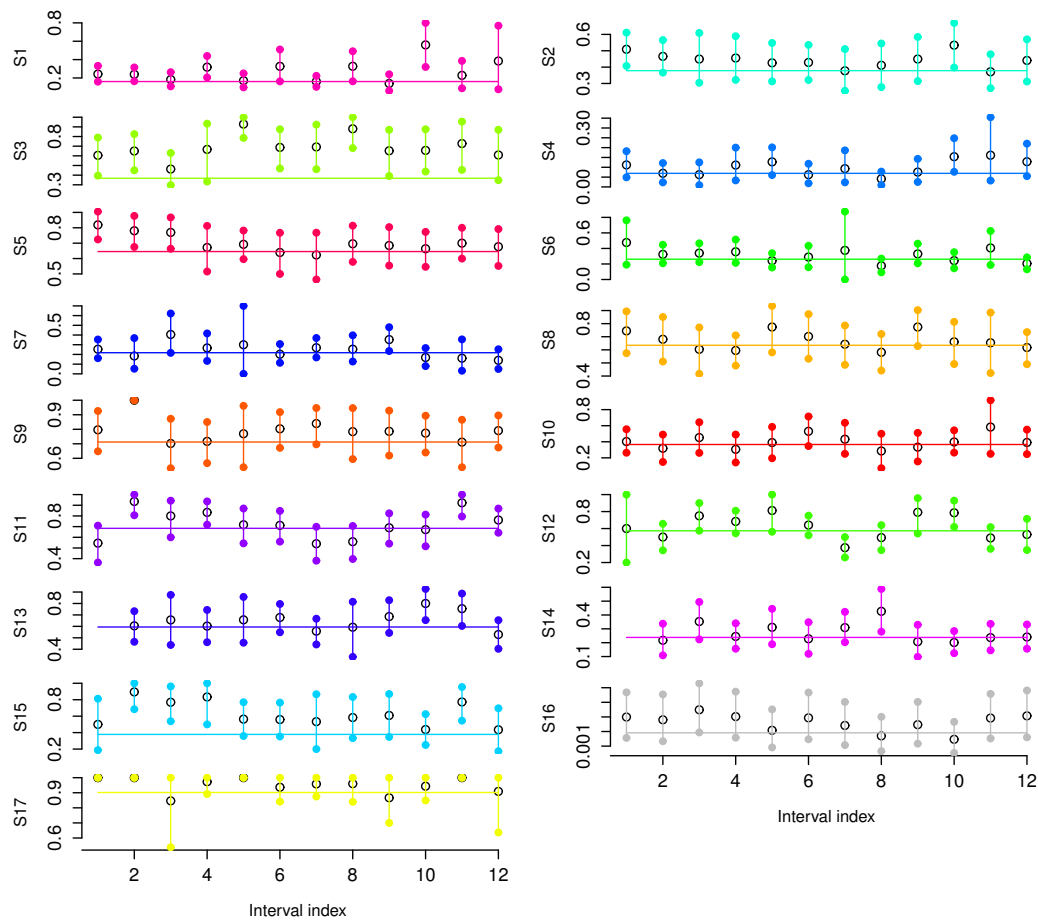 S1 0.2 0.8
S2 0.3 0.6
S3 0.3 0.8
S4 0.00 0.30
S5 0.5 0.8
S6 0.0 0.6
S7 0.0 0.5
S8 0.4 0.8
S9 0.6 0.9
S10 0.2 0.8
S11 0.4 0.8
S12 0.2 0.8
S13 0.4 0.8
S14 0.1 0.4
S15 0.2 0.8
S16 0.001
2 4 6 8 10 12
Interval index
S17 0.6 0.9
2 4 6 8 10 12
Interval index